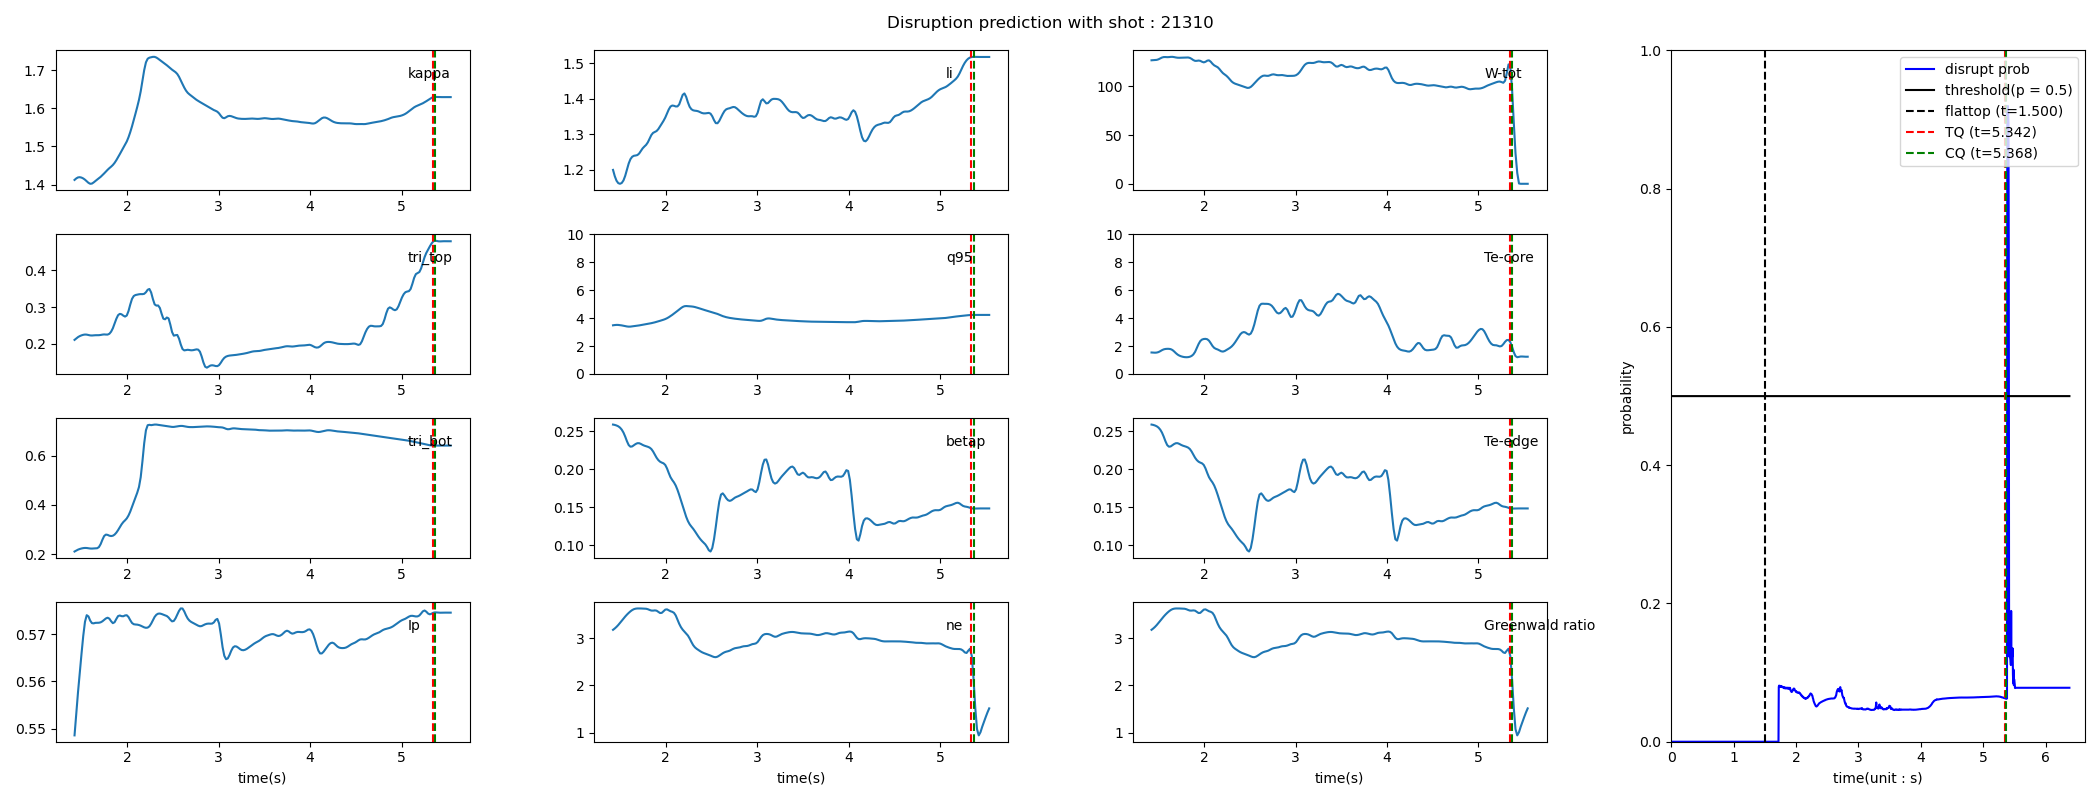 Disruption prediction with shot : 21310
kappa
1.7
1.6
1.5
1.4
2 3 4 5
li
1.5
1.4
1.3
1.2
2 3 4 5
W-tot
100
50
0
2 3 4 5
tri_top
0.4
0.3
0.2
2 3 4 5
q95
10
8
6
4
2
0
2 3 4 5
Te-core
10
8
6
4
2
0
2 3 4 5
tri_bot
0.6
0.4
0.2
2 3 4 5
betap
0.25
0.20
0.15
0.10
2 3 4 5
Te-edge
0.25
0.20
0.15
0.10
2 3 4 5
Ip
0.57
0.56
0.55
2 3 4 5
time(s)
ne
3
2
1
2 3 4 5
time(s)
Greenwald ratio
3
2
1
2 3 4 5
time(s)
disrupt prob
threshold(p = 0.5)
flattop (t=1.500)
TQ (t=5.342)
CQ (t=5.368)
probability
1.0
0.8
0.6
0.4
0.2
0.0
0 1 2 3 4 5 6
time(unit : s)